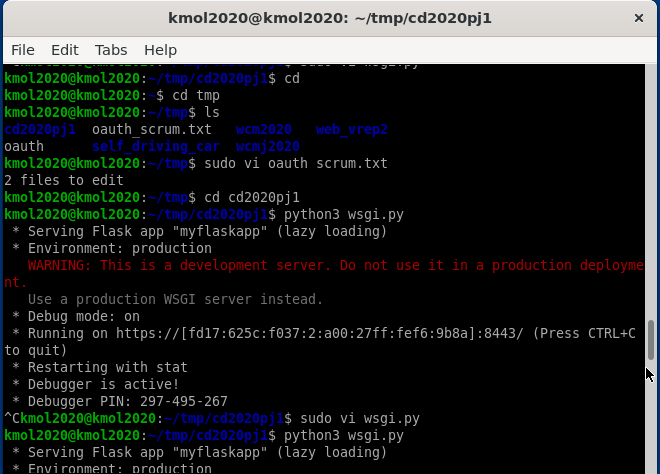 kmol2020@kmol2020: ~/tmp/cd2020pj1
File Edit Tabs Help
^Ckmol2020@kmol2020:~/tmp/cd2020pj1$ sudo vi wsgi.py
kmol2020@kmol2020:~/tmp/cd2020pj1$ cd
kmol2020@kmol2020:~$ cd tmp
kmol2020@kmol2020:~/tmp$ ls
cd2020pj1 oauth_scrum.txt wcm2020 web_vrep2
oauth self_driving_car wcmj2020
kmol2020@kmol2020:~/tmp$ sudo vi oauth scrum.txt
2 files to edit
kmol2020@kmol2020:~/tmp$ cd cd2020pj1
kmol2020@kmol2020:~/tmp/cd2020pj1$ python3 wsgi.py
* Serving Flask app "myflaskapp" (lazy loading)
* Environment: production
WARNING: This is a development server. Do not use it in a production deployme
nt.
Use a production WSGI server instead.
* Debug mode: on
* Running on https://[fd17:625c:f037:2:a00:27ff:fef6:9b8a]:8443/ (Press CTRL+C
to quit)
* Restarting with stat
* Debugger is active!
* Debugger PIN: 297-495-267
^Ckmol2020@kmol2020:~/tmp/cd2020pj1$ sudo vi wsgi.py
kmol2020@kmol2020:~/tmp/cd2020pj1$ python3 wsgi.py
* Serving Flask app "myflaskapp" (lazy loading)
* Environment: production